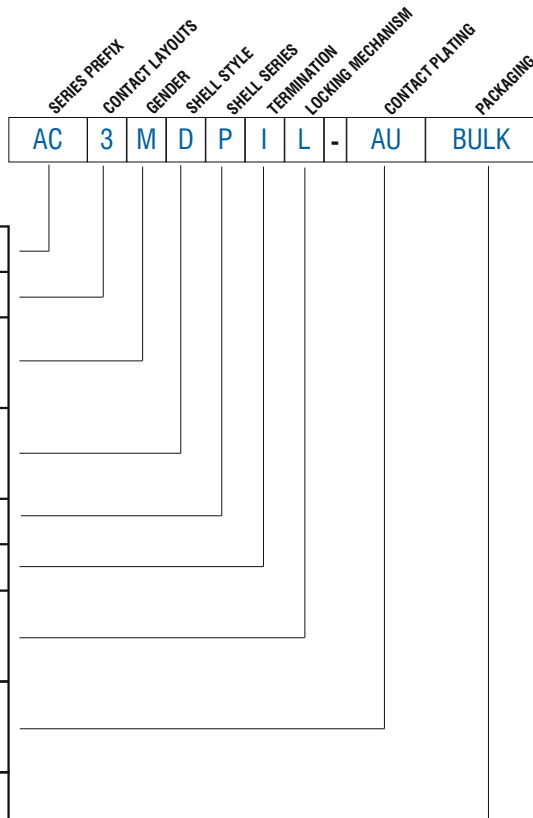 SERIES PREFIX
CONTACT LAYOUTS
GENDER
SHELL STYLE
SHELL SERIES
TERMINATION
LOCKING MECHANISM
CONTACT PLATING
PACKAGING
AC 3 M D P I L - AU BULK